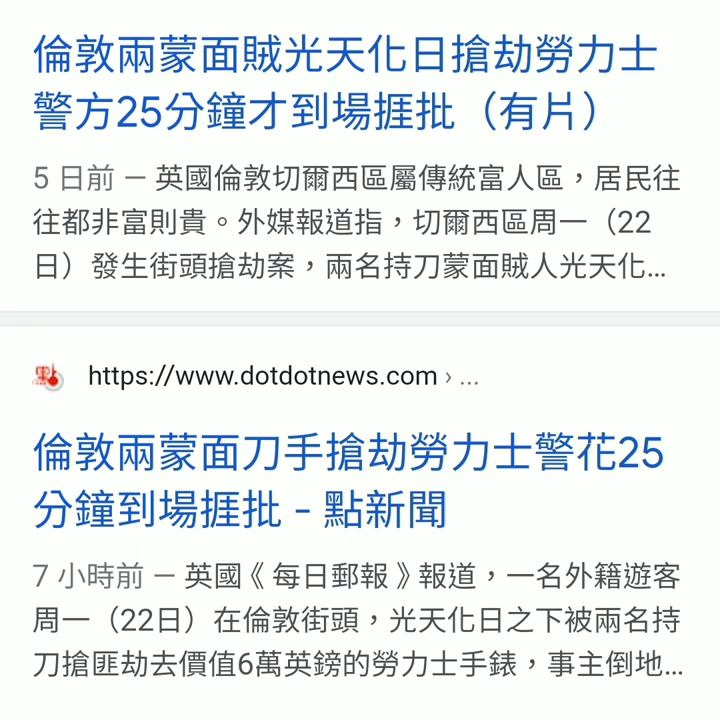 倫敦兩蒙面賊光天化日搶劫勞力士
警方25分鐘才到場捱批（有片）
5 日前 — 英國倫敦切爾西區屬傳統富人區，居民往
往都非富則貴。外媒報道指，切爾西區周一（22
日）發生街頭搶劫案，兩名持刀蒙面賊人光天化...
https://www.dotdotnews.com › ...
倫敦兩蒙面刀手搶劫勞力士警花25
分鐘到場捱批 - 點新聞
7 小時前 — 英國《 每日郵報 》報道，一名外籍遊客
周一（22日）在倫敦街頭，光天化日之下被兩名持
刀搶匪劫去價值6萬英鎊的勞力士手錶，事主倒地...